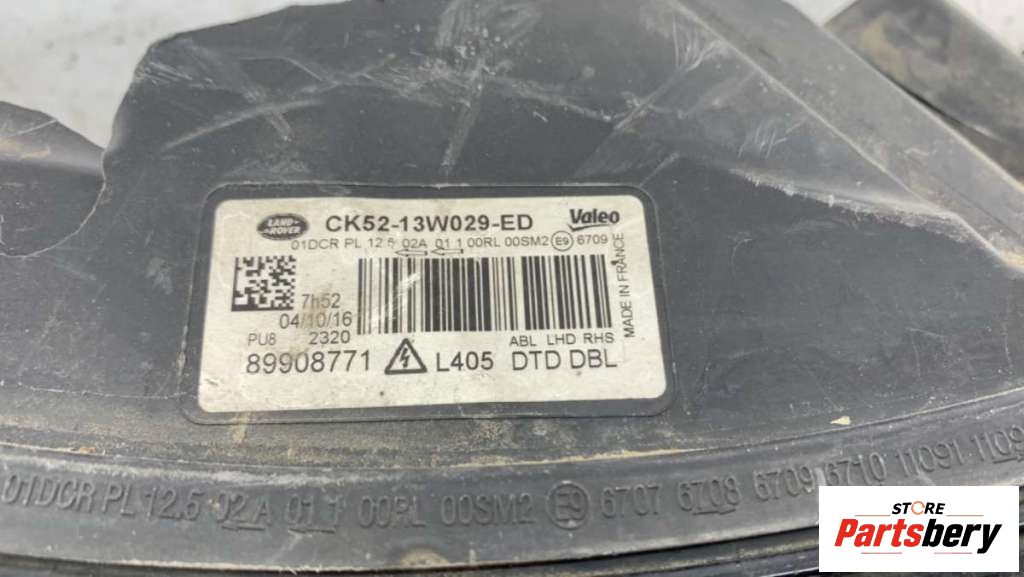 LAND ROVER
CK52-13W029-ED Valeo
01DCR PL 12.5 02A 01 1 00RL 00SM2 E9 6709
7h52
04/10/16
PU8 2320
ABL LHD RHS
MADE IN FRANCE
89908771 L405 DTD DBL
01DCR PL 12.5 02A 01 1 00RL 00SM2 E9 6707 6708 6709 6710 11091 1109
STORE
Partsbery